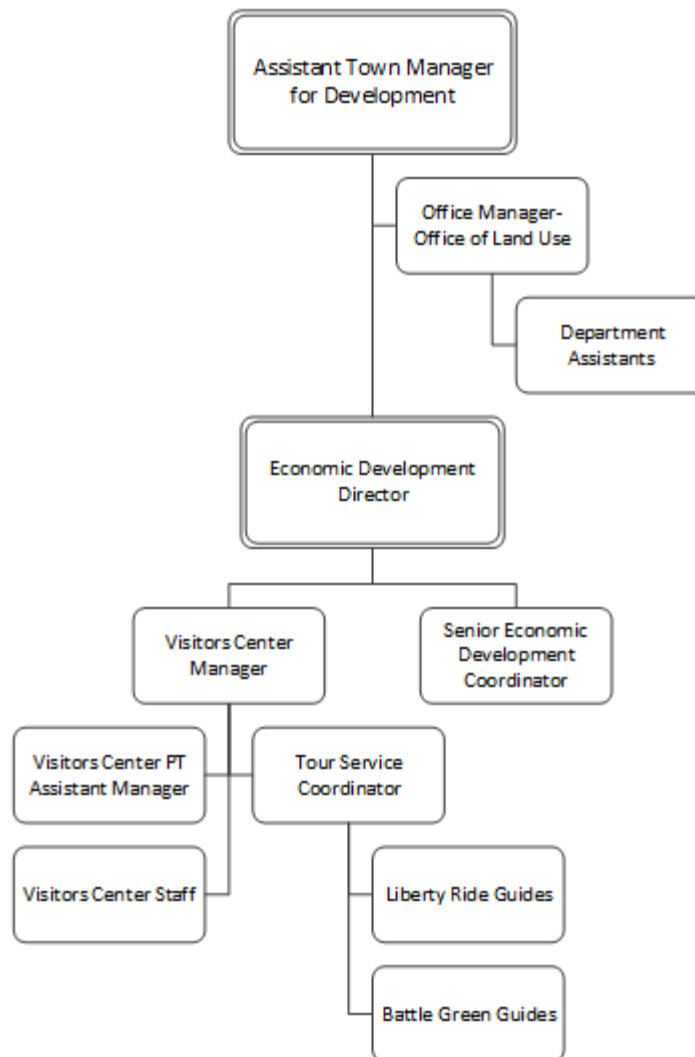 Assistant Town Manager
for Development
Office Manager-
Office of Land Use
Department
Assistants
Economic Development
Director
Visitors Center
Manager
Senior Economic
Development
Coordinator
Visitors Center PT
Assistant Manager
Tour Service
Coordinator
Visitors Center Staff
Liberty Ride Guides
Battle Green Guides